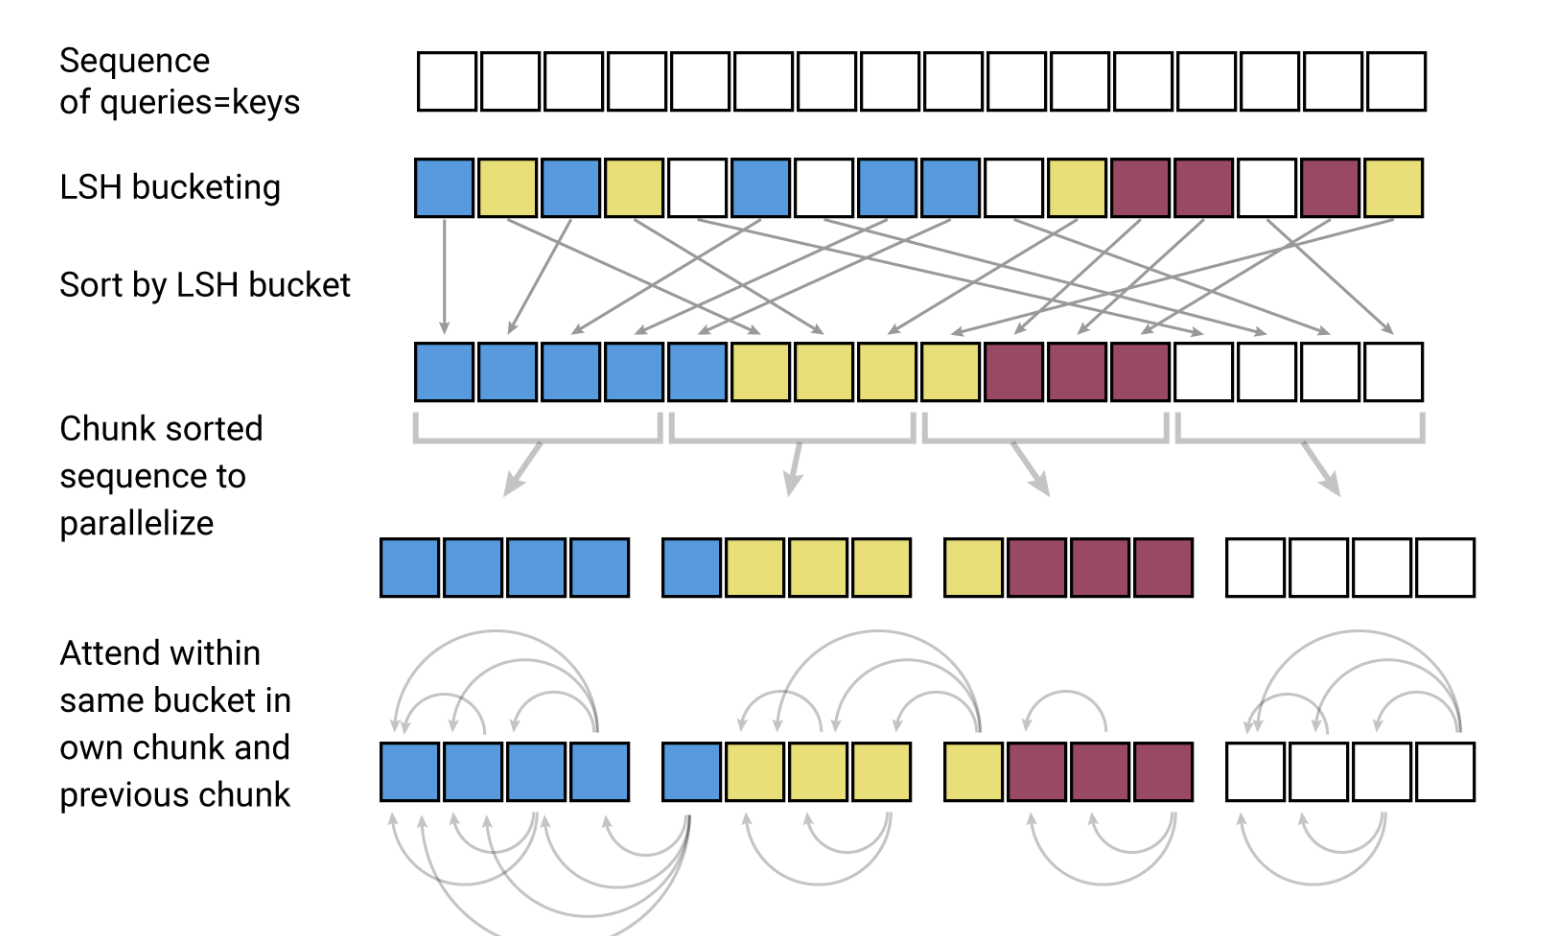 Sequence
of queries=keys
LSH bucketing
Sort by LSH bucket
Chunk sorted
sequence to
parallelize
Attend within
same bucket in
own chunk and
previous chunk